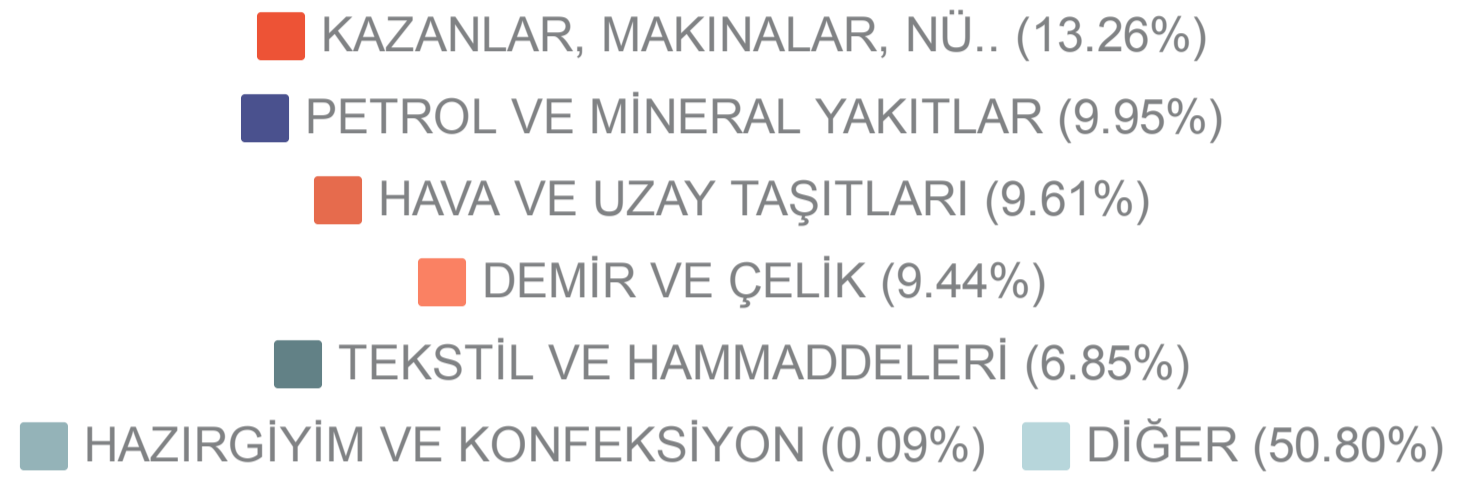 KAZANLAR, MAKINALAR, NÜ.. (13.26%)
PETROL VE MİNERAL YAKITLAR (9.95%)
HAVA VE UZAY TAŞITLARI (9.61%)
DEMİR VE ÇELİK (9.44%)
TEKSTİL VE HAMMADDELERİ (6.85%)
HAZIRGİYİM VE KONFEKSİYON (0.09%) DİĞER (50.80%)